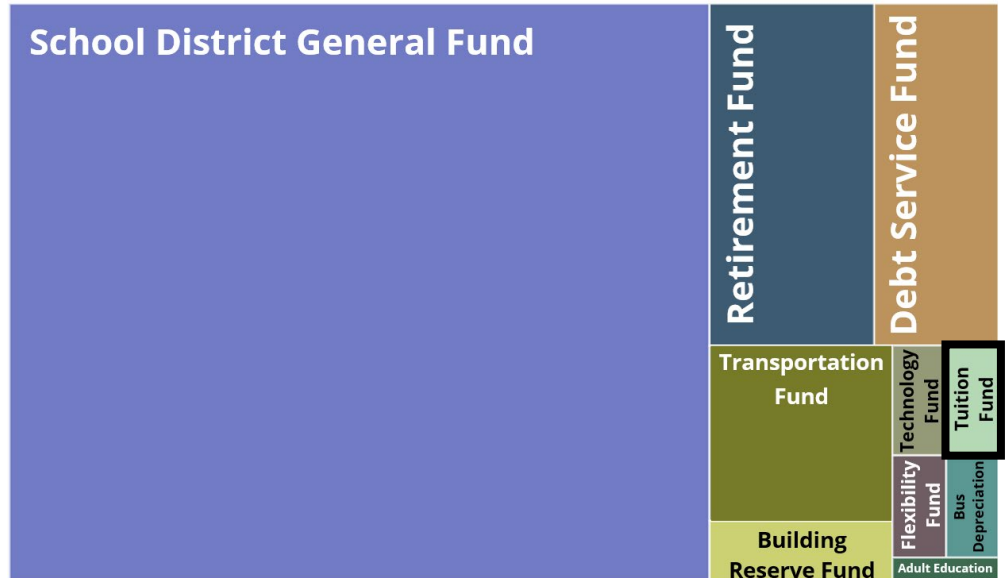 School District General Fund
Retirement Fund
Debt Service Fund
Transportation
Fund
Technology
Fund
Tuition
Fund
Flexibility
Fund
Bus
Depreciation
Building
Reserve Fund
Adult Education